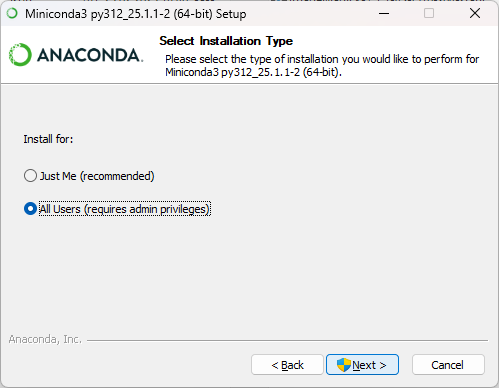 Miniconda3 py312_25.1.1-2 (64-bit) Setup
ANACONDA.
Select Installation Type
Please select the type of installation you would like to perform for
Miniconda3 py312_25.1.1-2 (64-bit).
Install for:
Just Me (recommended)
All Users (requires admin privileges)
Anaconda, Inc.
< Back
Next >
Cancel